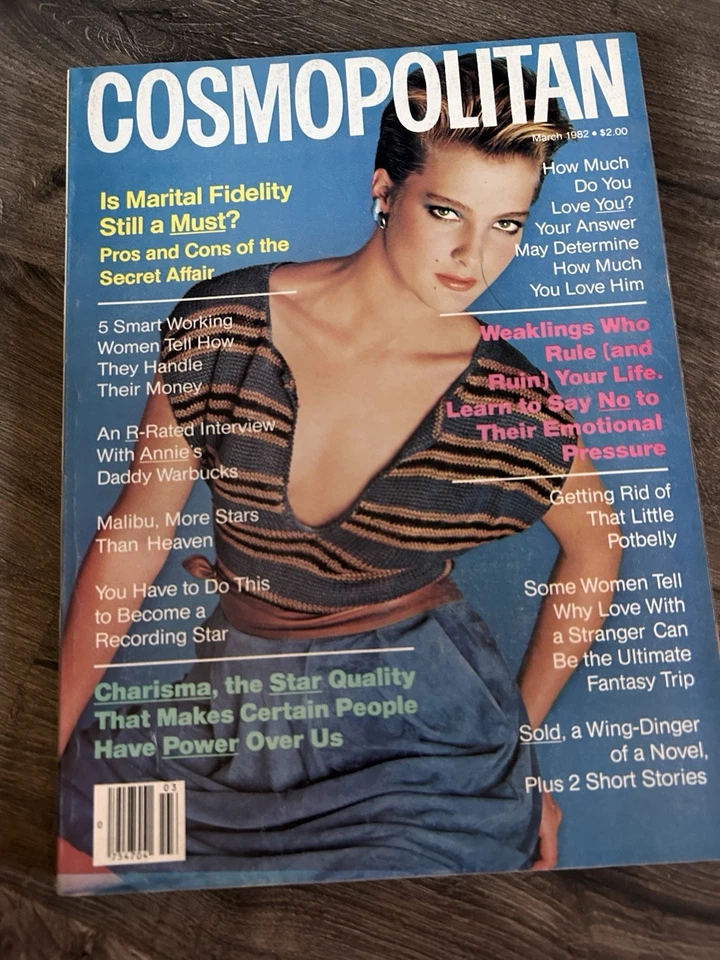 COSMOPOLITAN
March 1982 • $2.00
Is Marital Fidelity
Still a Must?
Pros and Cons of the
Secret Affair
5 Smart Working
Women Tell How
They Handle
Their Money
An R-Rated Interview
With Annie's
Daddy Warbucks
Malibu, More Stars
Than Heaven
You Have to Do This
to Become a
Recording Star
Charisma, the Star Quality
That Makes Certain People
Have Power Over Us
How Much
Do You
Love You?
Your Answer
May Determine
How Much
You Love Him
Weaklings Who
Rule (and
Ruin) Your Life.
Learn to Say No to
Their Emotional
Pressure
Getting Rid of
That Little
Potbelly
Some Women Tell
Why Love With
a Stranger Can
Be the Ultimate
Fantasy Trip
Sold, a Wing-Dinger
of a Novel,
Plus 2 Short Stories
03
0